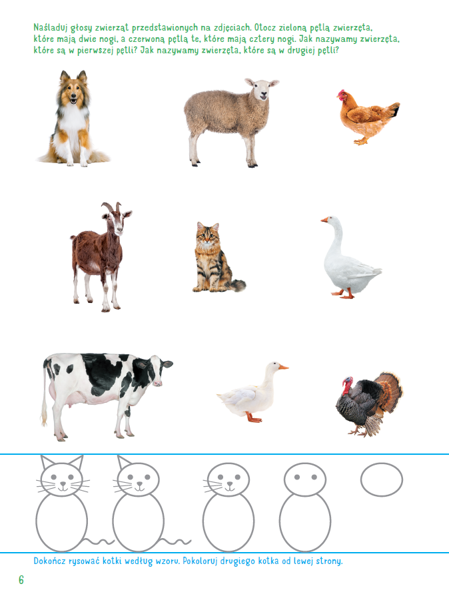 Naśladuj głosy zwierząt przedstawionych na zdjęciach. Otocz zieloną pętlą zwierzęta,
które mają dwie nogi, a czerwoną pętlą te, które mają cztery nogi. Jak nazywamy zwierzęta,
które są w pierwszej pętli? Jak nazywamy zwierzęta, które są w drugiej pętli?
Dokończ rysować kotki według wzoru. Pokoloruj drugiego kotka od lewej strony.
6